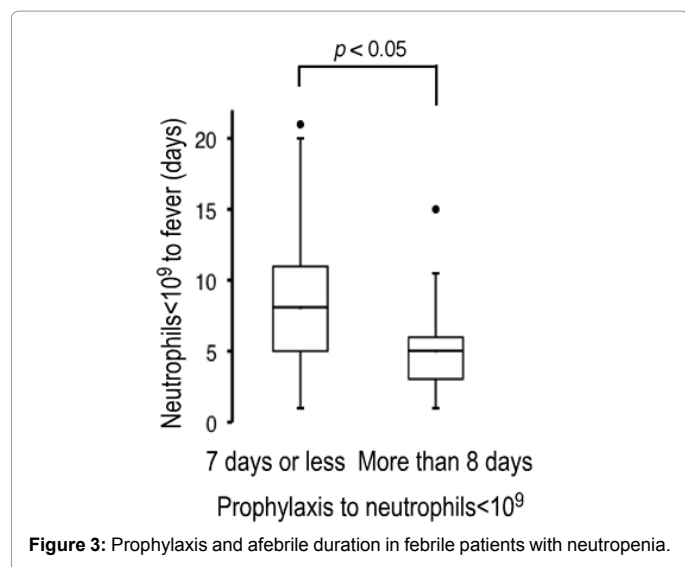 p < 0.05
Neutrophils<10⁹ to fever (days)
20
15
10
5
0
7 days or less More than 8 days
Prophylaxis to neutrophils<10⁹
Figure 3: Prophylaxis and afebrile duration in febrile patients with neutropenia.